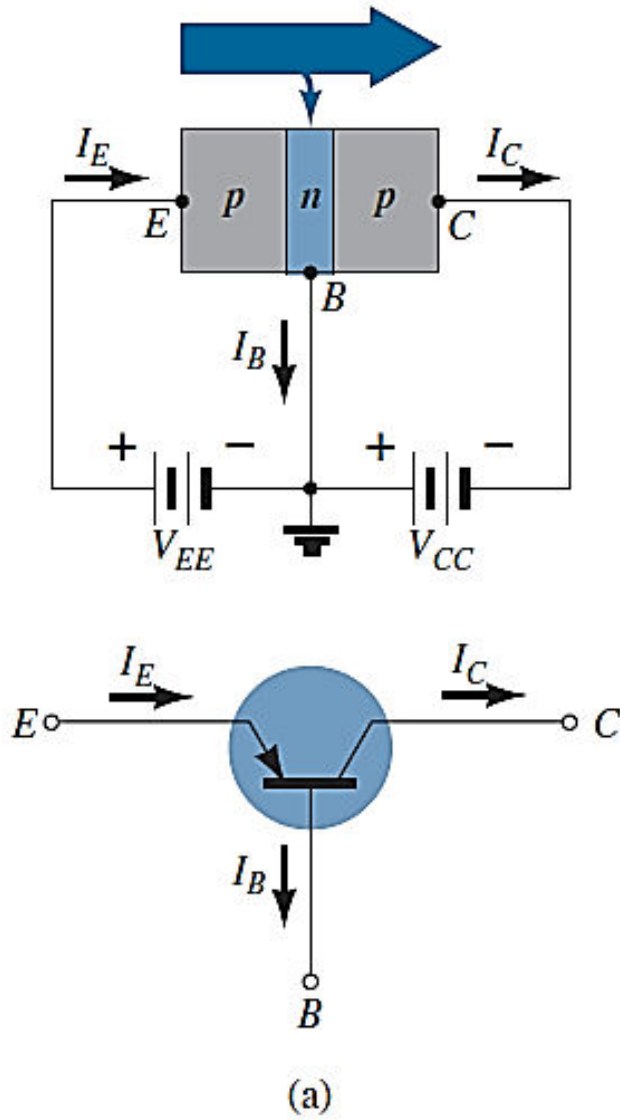 I_E I_C
p n p
E C
B
I_B
+ − + −
V_EE V_CC
I_E I_C
E C
I_B
B
(a)